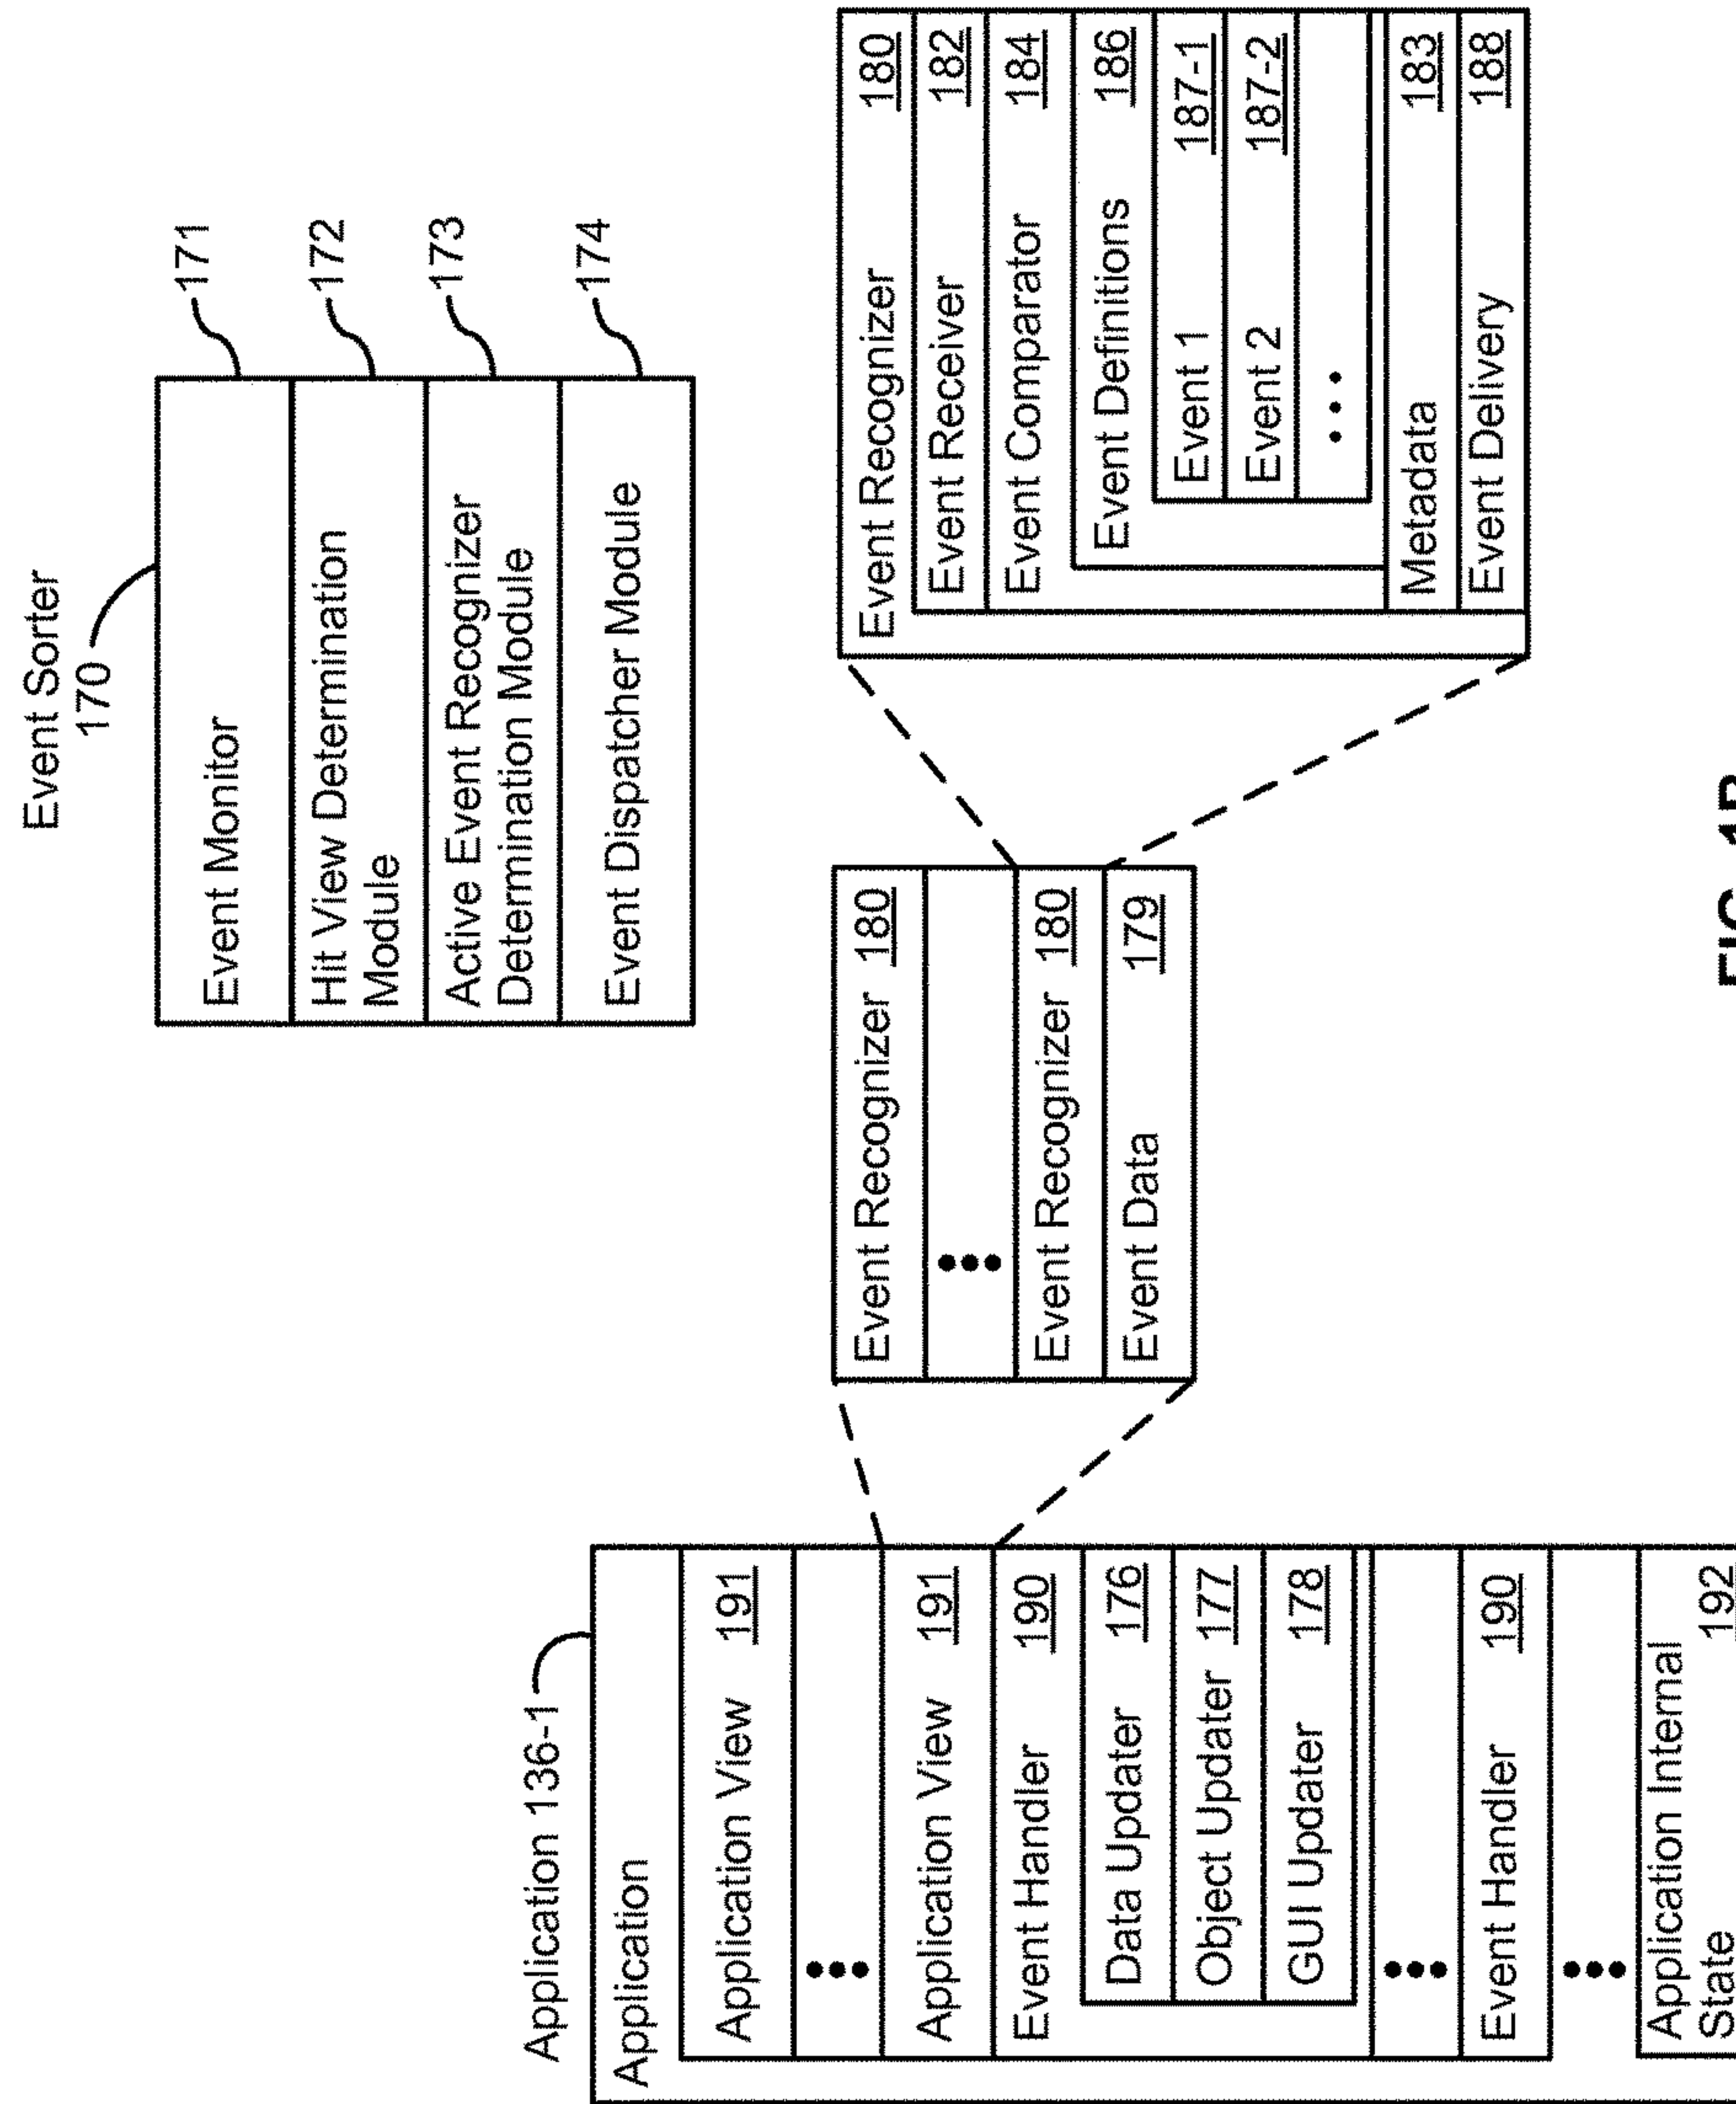 Event Sorter
170
Event Monitor
171
Hit View Determination
Module
172
Active Event Recognizer
Determination Module
173
Event Dispatcher Module
174
Application 136-1
Application
Application View 191
•••
Application View 191
Event Handler 190
Data Updater 176
Object Updater 177
GUI Updater 178
•••
Event Handler 190
•••
Application Internal
State 192
Event Recognizer 180
•••
Event Recognizer 180
Event Data 179
Event Recognizer 180
Event Receiver 182
Event Comparator 184
Event Definitions 186
Event 1 187-1
Event 2 187-2
•••
Metadata 183
Event Delivery 188